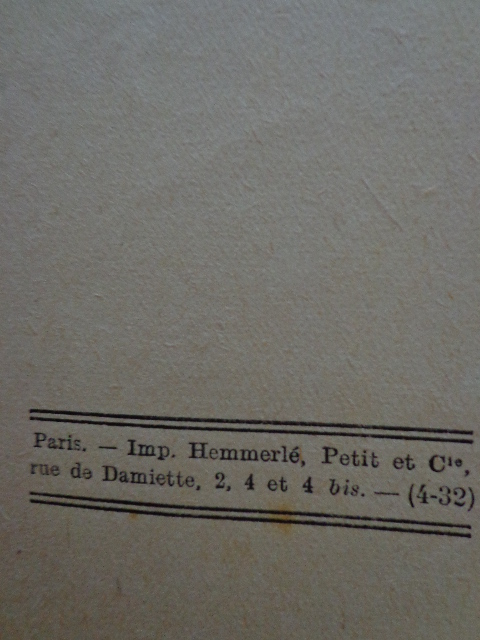 Paris. — Imp. Hemmerlé, Petit et Cie,
rue de Damiette, 2, 4 et 4 bis. — (4-32)